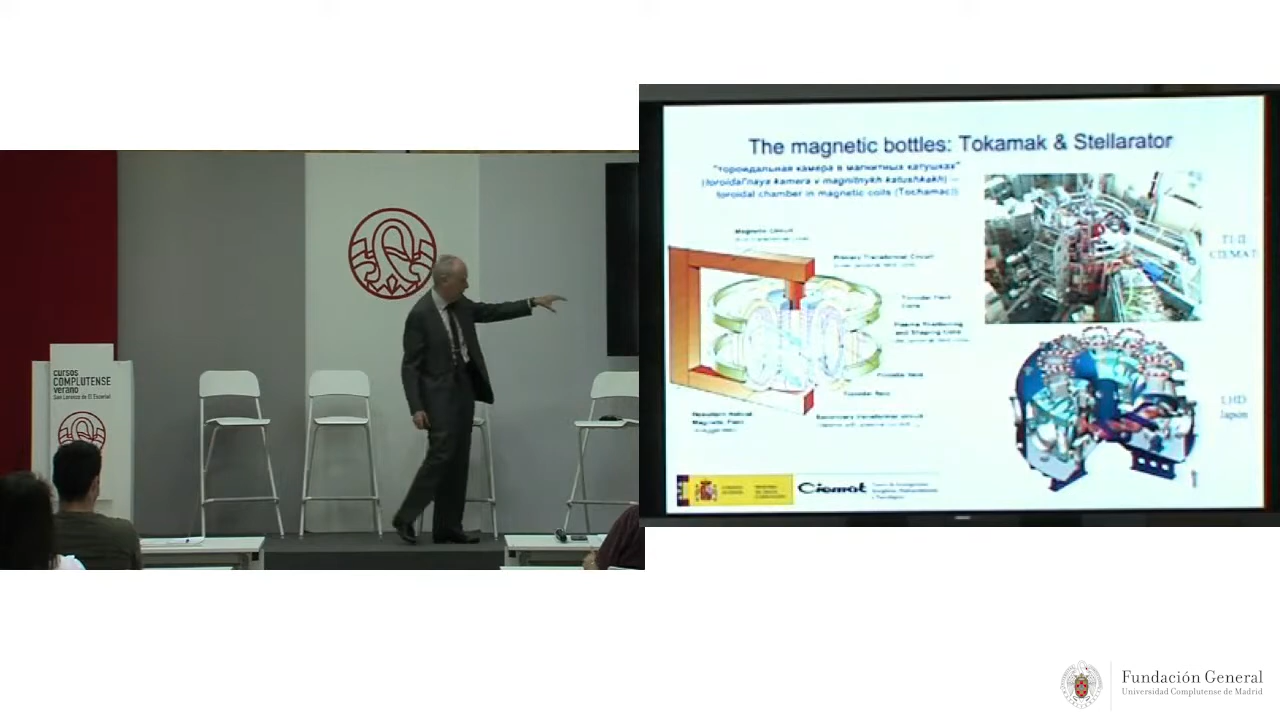 cursos
COMPLUTENSE
verano
San Lorenzo de El Escorial
The magnetic bottles: Tokamak & Stellarator
"тороидальная камера в магнитных катушках"
(toroidal'naya kamera v magnitnykh katushkakh) —
toroidal chamber in magnetic coils (Tochamac))
Magnetic Circuit
Primary Transformer Circuit
Toroidal Field
Coils
Plasma Positioning
and Shaping Coils
Poloidal field
Toroidal field
Resultant Helical
Magnetic Field
Secondary transformer circuit
TJ-II
CIEMAT
LHD
Japón
Ciemat
Fundación General
Universidad Complutense de Madrid